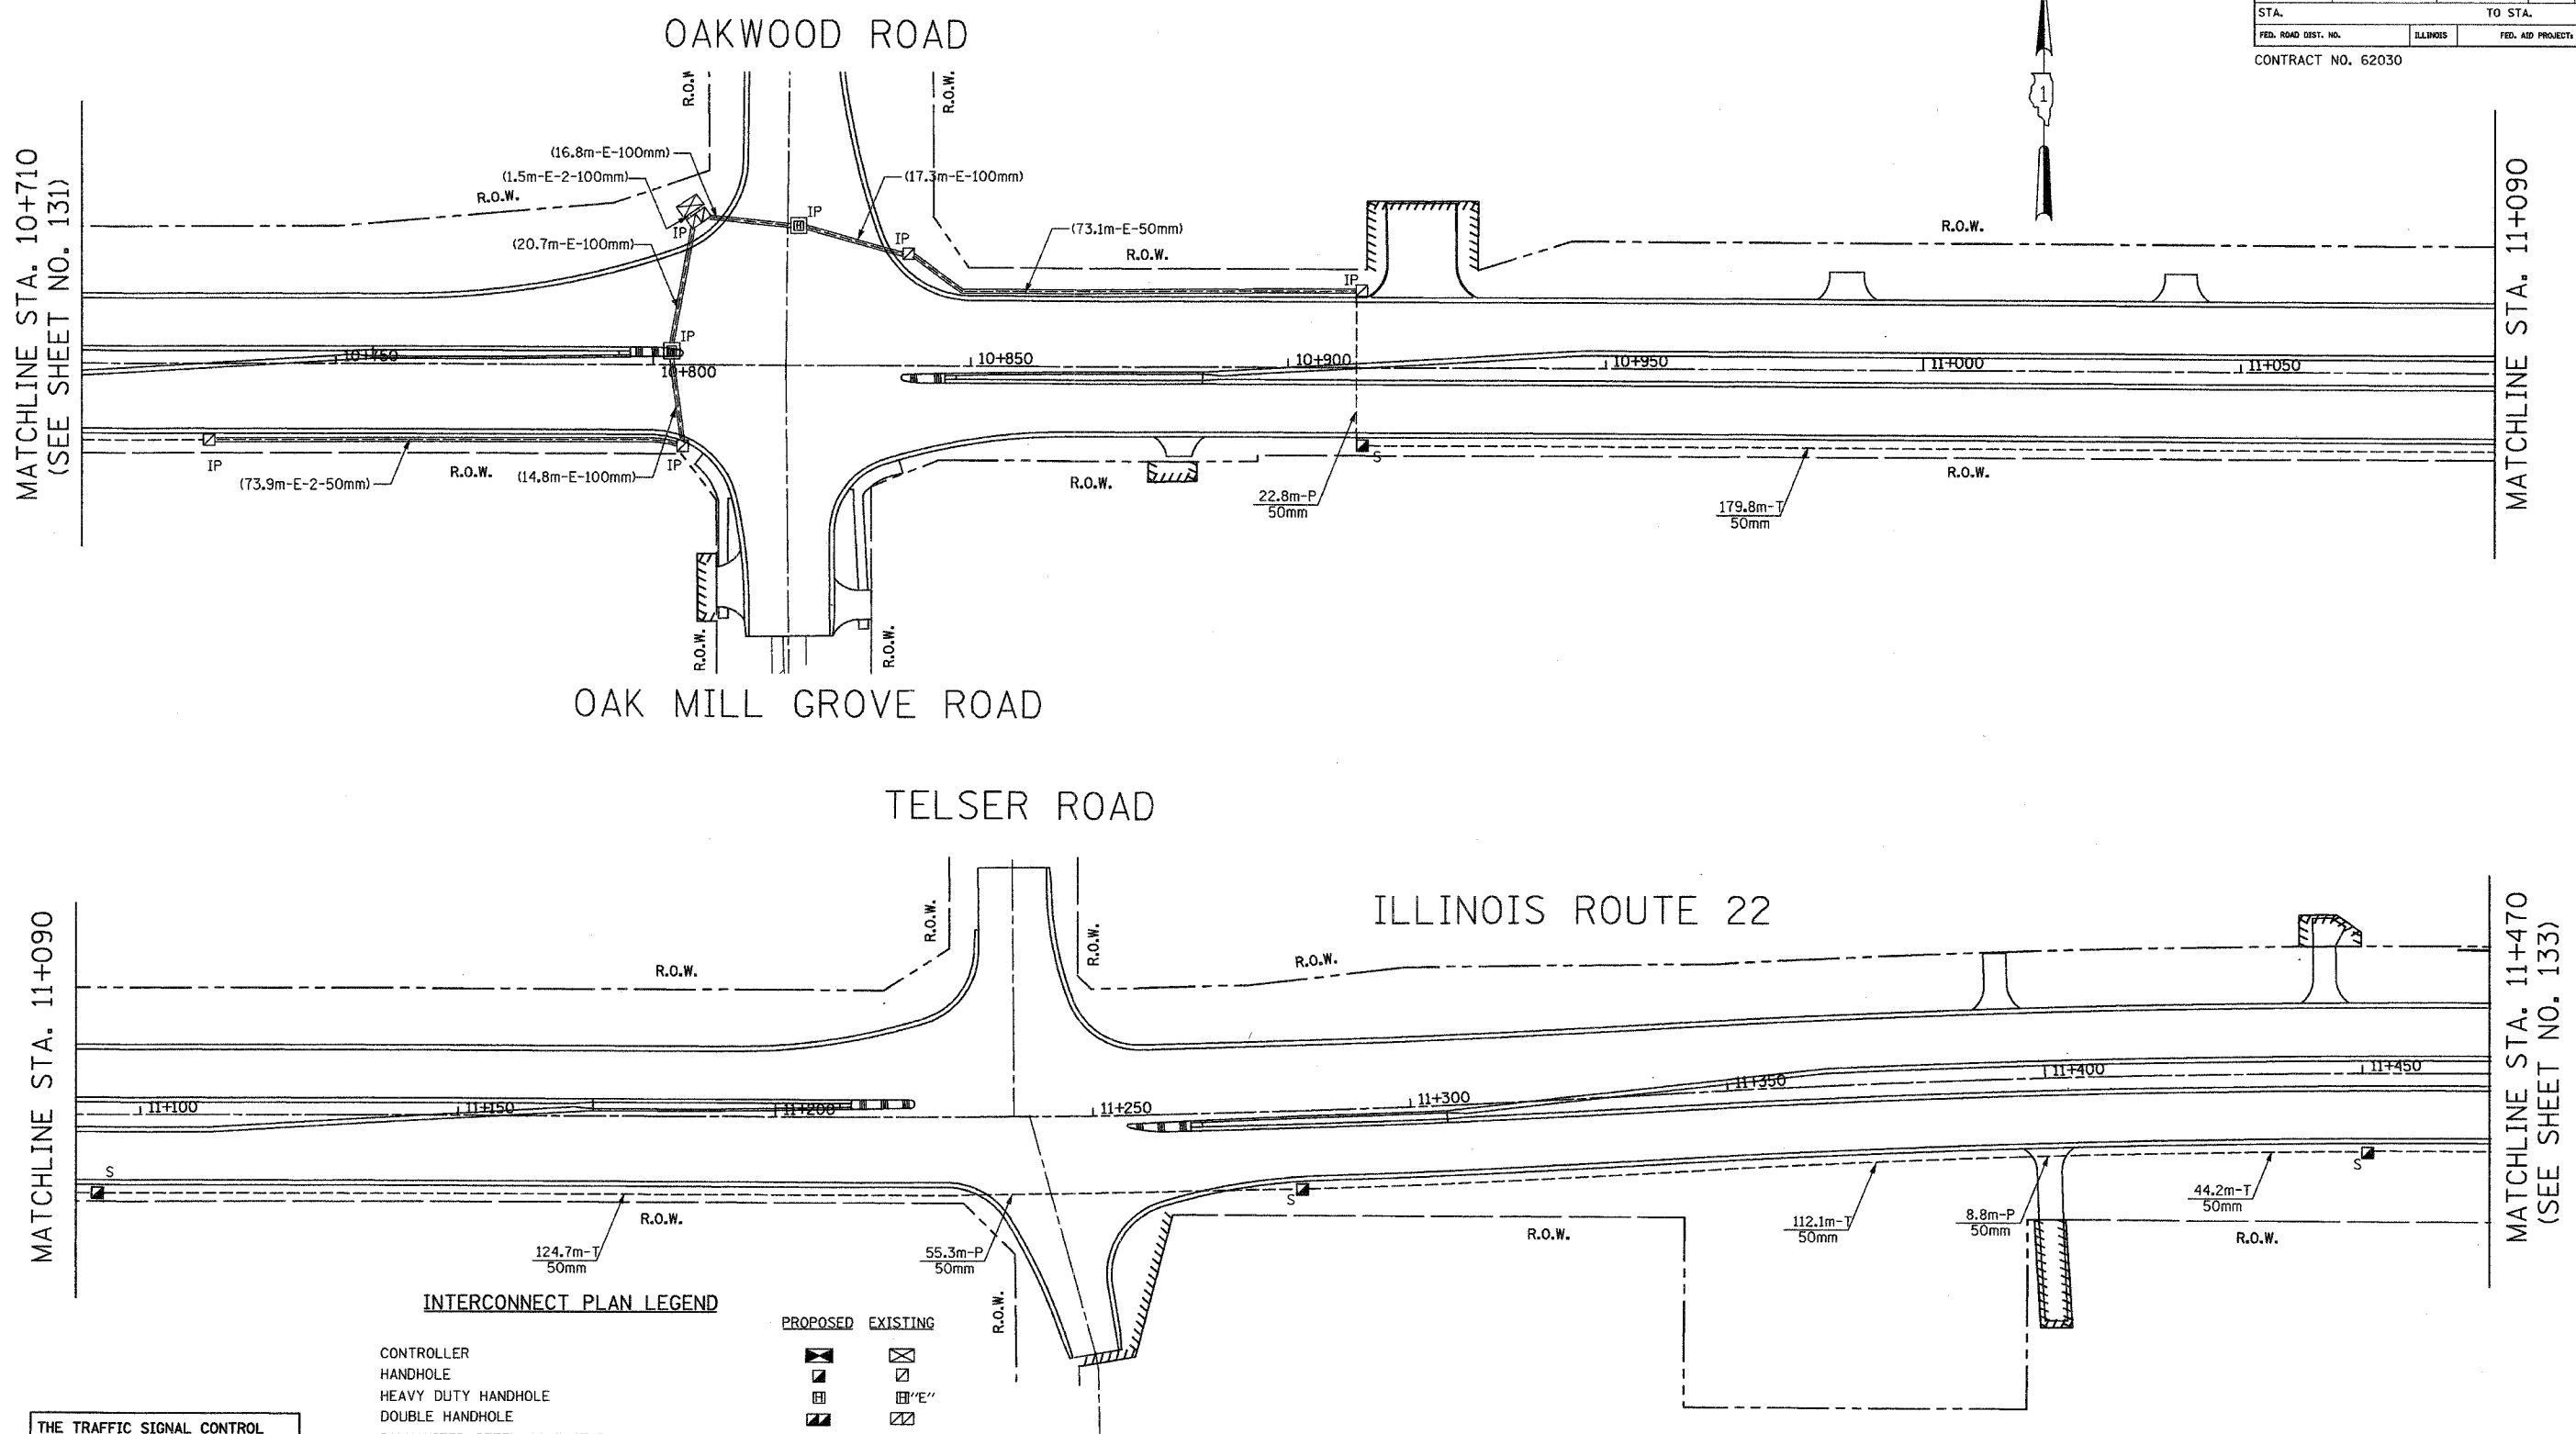 STA. TO STA.
FED. ROAD DIST. NO. ILLINOIS FED. AID PROJECT:
CONTRACT NO. 62030
1
OAKWOOD ROAD
MATCHLINE STA. 10+710
(SEE SHEET NO. 131)
R.O.W.
R.O.W.
(16.8m-E-100mm)
(1.5m-E-2-100mm)
(17.3m-E-100mm)
R.O.W.
IP
IP
IP
(20.7m-E-100mm)
(73.1m-E-50mm)
R.O.W.
R.O.W.
IP
IP
10+750
10+800
10+850
10+900
10+950
11+000
11+050
IP
IP
R.O.W.
(73.9m-E-2-50mm)
(14.8m-E-100mm)
S
R.O.W.
22.8m-P
50mm
179.8m-T
50mm
R.O.W.
R.O.W.
R.O.W.
MATCHLINE STA. 11+090
OAK MILL GROVE ROAD
TELSER ROAD
ILLINOIS ROUTE 22
MATCHLINE STA. 11+090
R.O.W.
R.O.W.
R.O.W.
R.O.W.
11+100
11+150
11+200
11+250
11+300
11+350
11+400
11+450
S
S
S
R.O.W.
124.7m-T
50mm
55.3m-P
50mm
R.O.W.
R.O.W.
112.1m-T
50mm
8.8m-P
50mm
44.2m-T
50mm
R.O.W.
MATCHLINE STA. 11+470
(SEE SHEET NO. 133)
INTERCONNECT PLAN LEGEND
PROPOSED EXISTING
CONTROLLER
HANDHOLE
HEAVY DUTY HANDHOLE H H "E"
DOUBLE HANDHOLE
THE TRAFFIC SIGNAL CONTROL